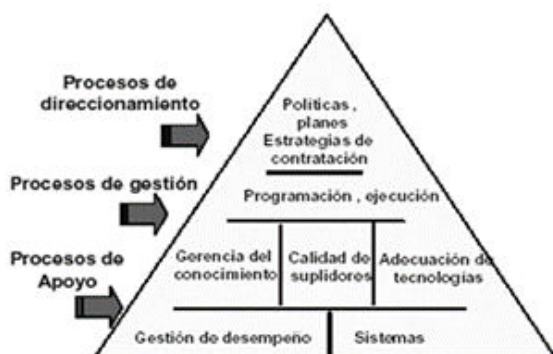 Procesos de
direccionamiento
Políticas ,
planes
Estrategias de
contratación
Procesos de gestión
Programación , ejecución
Procesos de
Apoyo
Gerencia del
conocimiento
Calidad de
suplidores
Adecuación de
tecnologías
Gestión de desempeño
Sistemas